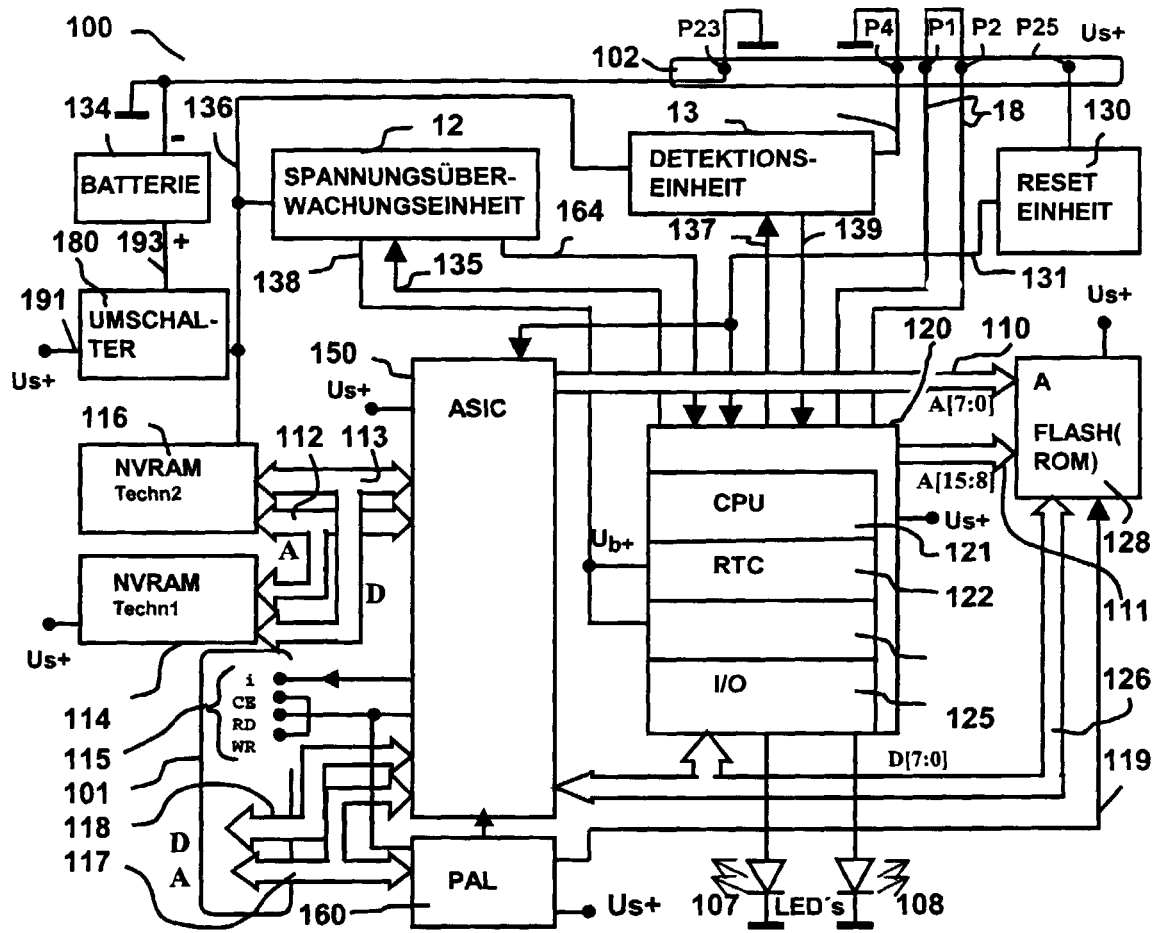 100
P23
P4
P1
P2
P25
Us+
102
134
136
12
13
18
130
-
BATTERIE
SPANNUNGSÜBER-
WACHUNGSEINHEIT
DETEKTIONS-
EINHEIT
RESET
EINHEIT
180
193
+
138
135
164
137
139
131
191
UMSCHAL-
TER
Us+
150
Us+
120
110
Us+
ASIC
A[7:0]
A
FLASH(
ROM)
116
112
113
NVRAM
Techn2
A[15:8]
CPU
Us+
128
A
Ub+
121
NVRAM
Techn1
D
RTC
122
111
Us+
114
i
CE
RD
WR
I/O
125
126
115
101
D[7:0]
119
118
D
A
117
160
PAL
Us+
107
LED´s
108